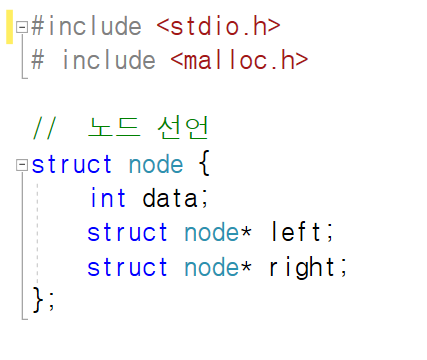 #include <stdio.h>
# include <malloc.h>
//  노드 선언
struct node {
    int data;
    struct node* left;
    struct node* right;
};